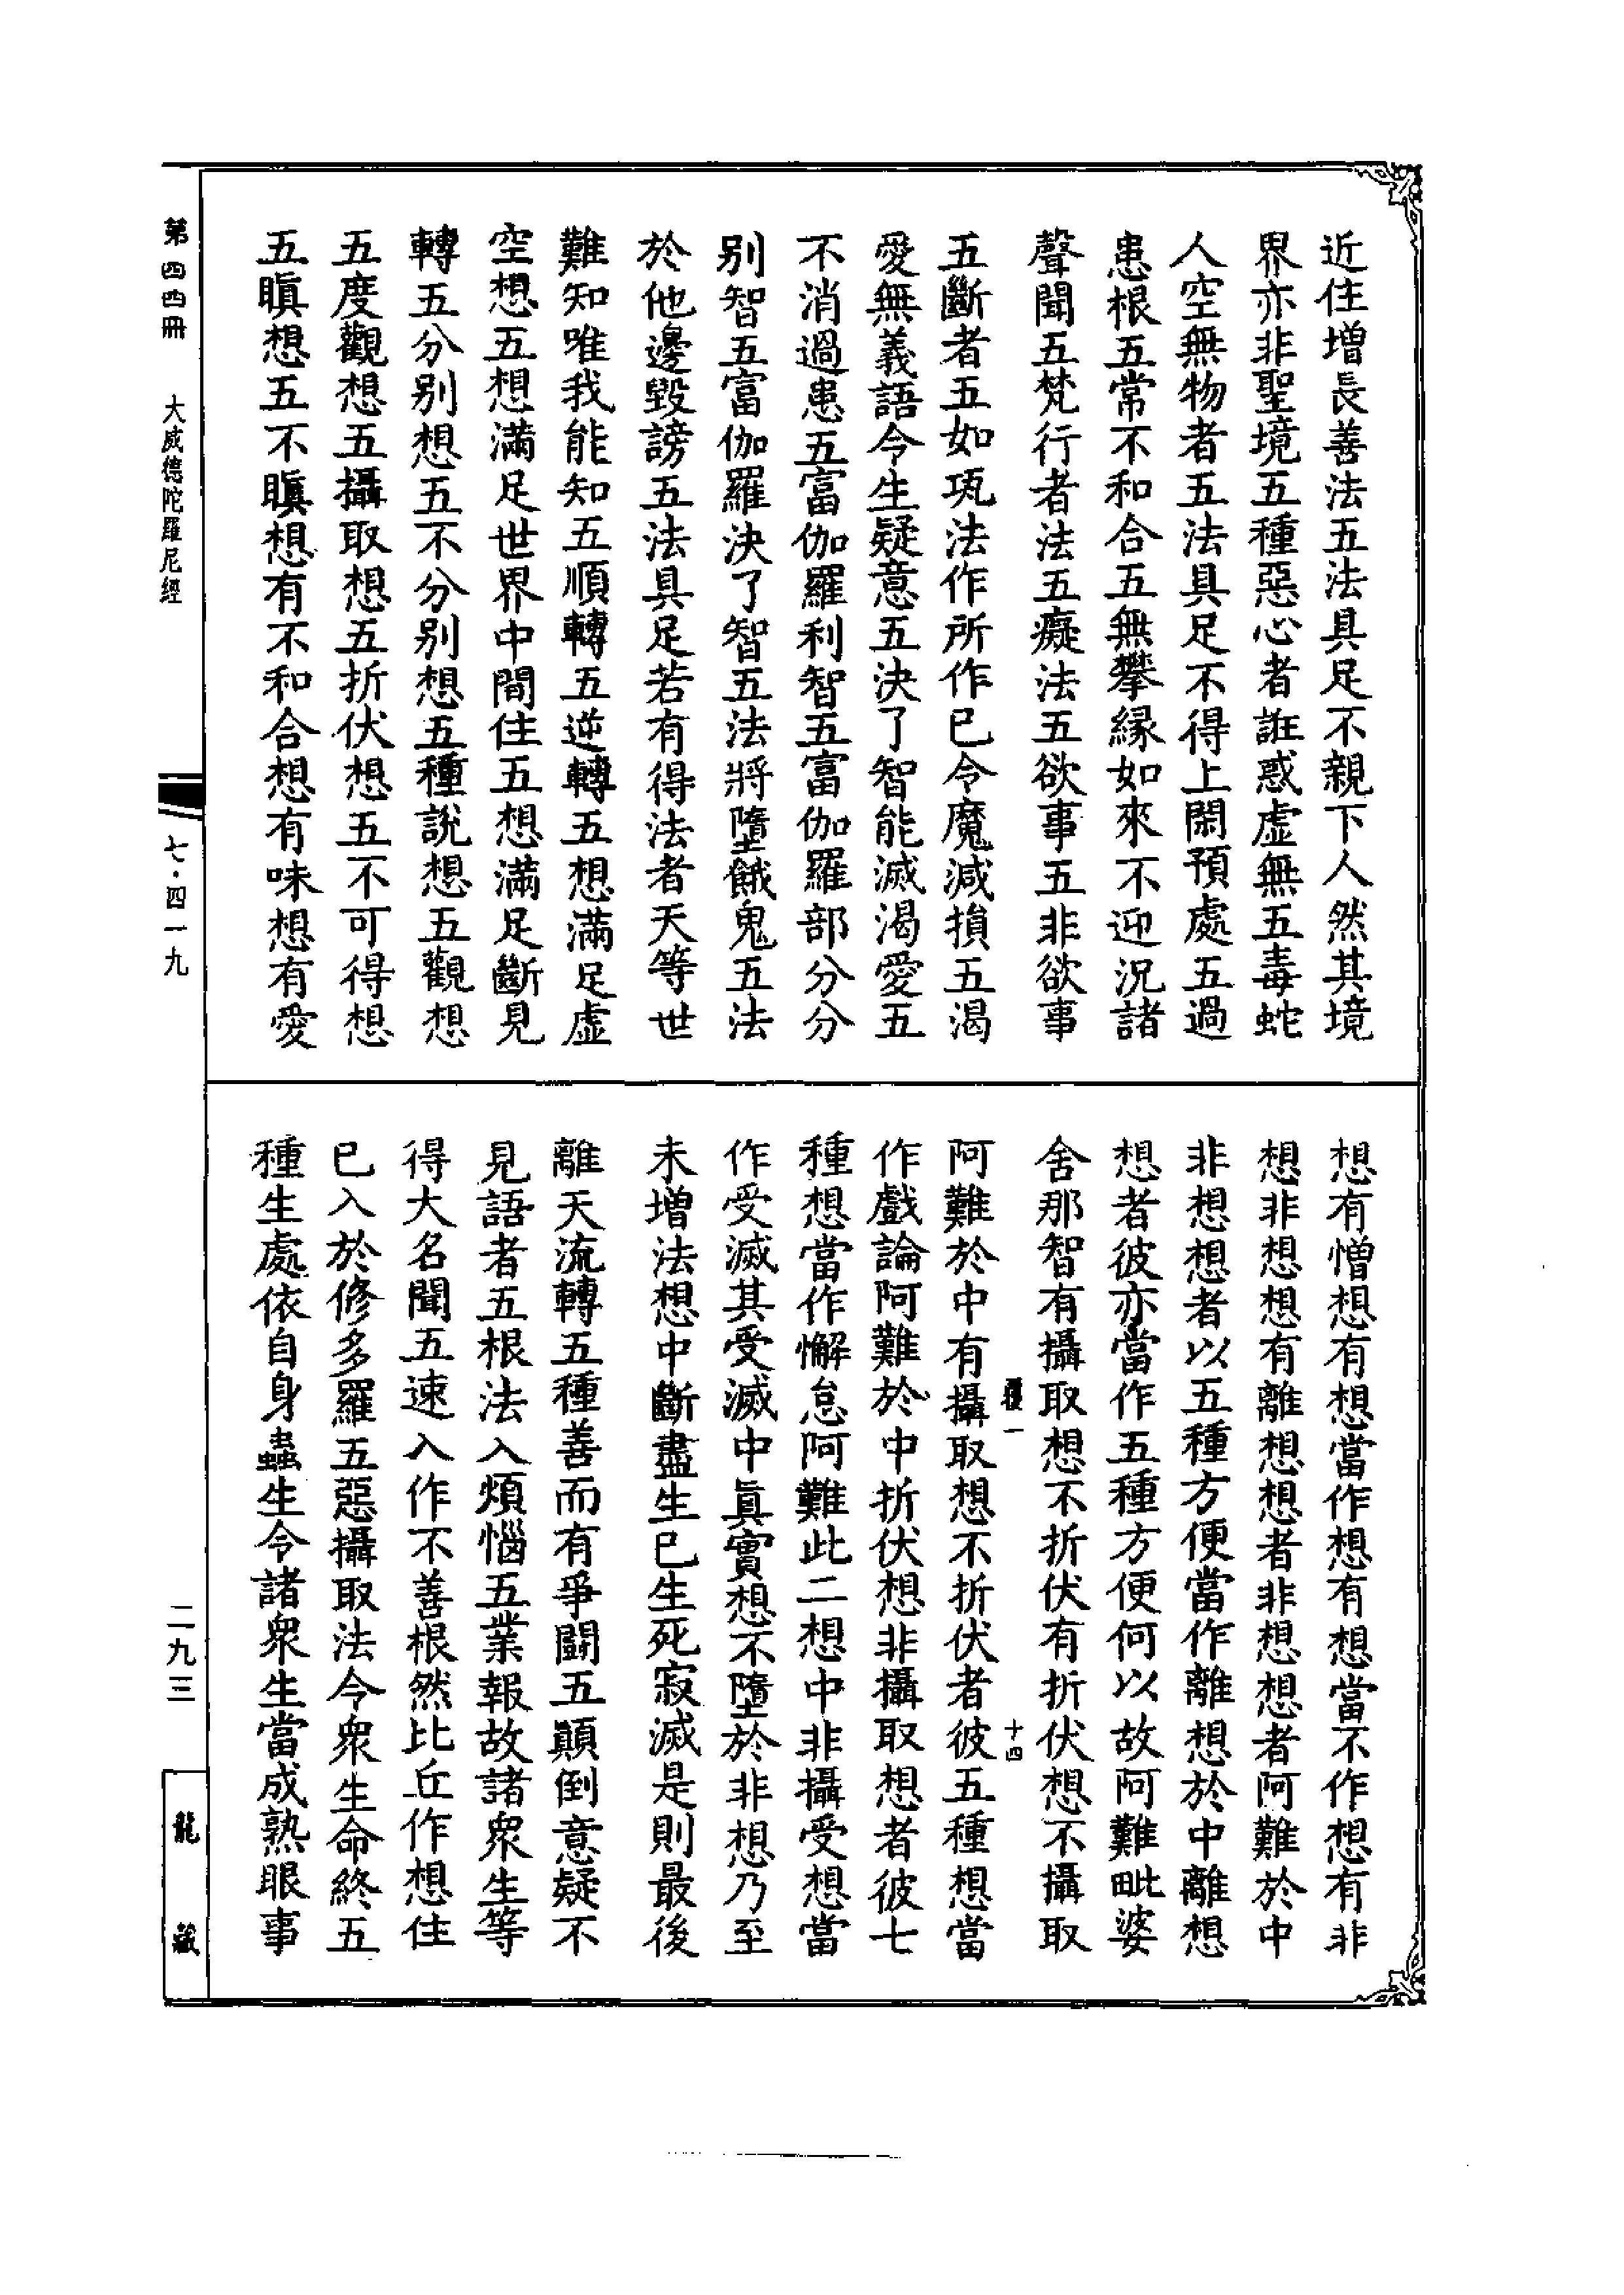 近住增長善法五法具足不親下人然其境
界亦非聖境五種惡心者誑惑虛無五毒蛇
人空無物者五法具足不得上閑預處五過
患根五常不和合五無攀緣如來不迎況諸
聲聞五梵行者法五癡法五欲事五非欲事
五斷者五如瓨法作所作已令魔減損五渴
愛無義語令生疑意五決了智能滅渴愛五
不消過患五富伽羅利智五富伽羅部分分
別智五富伽羅決了智五法將墮餓鬼五法
於他邊毀謗五法具足若有得法者天等世
難知唯我能知五順轉五逆轉五想滿足虛
空想五想滿足世界中間住五想滿足斷見
轉五分別想五不分別想五種說想五觀想
五度觀想五攝取想五折伏想五不可得想
五瞋想五不瞋想有不和合想有味想有愛
想有憎想有想當作想有想當不作想有非
想非想想有離想想者非想想者阿難於中
非想想者以五種方便當作離想於中離想
想者彼亦當作五種方便何以故阿難毗婆
舍那智有攝取想不折伏有折伏想不攝取
阿難於中有攝取想不折伏者彼五種想當
作戲論阿難於中折伏想非攝取想者彼七
種想當作懈怠阿難此二想中非攝受想當
作受滅其受滅中真實想不墮於非想乃至
未增法想中斷盡生已生死寂滅是則最後
離天流轉五種善而有爭鬬五顛倒意疑不
見語者五根法入煩惱五業報故諸眾生等
得大名聞五速入作不善根然比丘作想住
已入於修多羅五惡攝取法令眾生命終五
種生處依自身蟲生令諸眾生當成熟眼事
十四
第四四冊
大威德陀羅尼經
七·四一九
二九三
龍藏